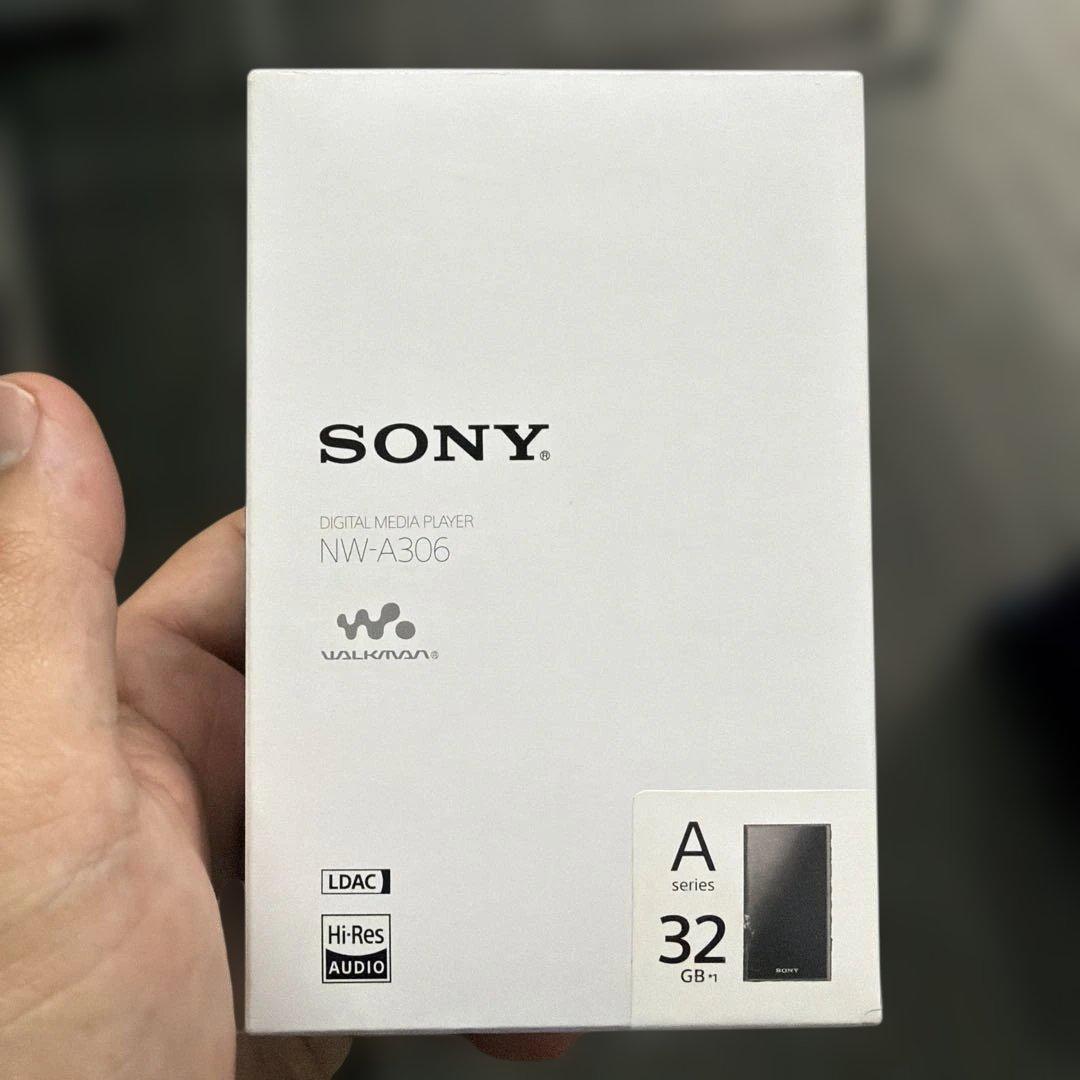 SONY®
DIGITAL MEDIA PLAYER
NW-A306
WALKMAN®
LDAC
Hi-Res
AUDIO
A
series
32
GB *1
SONY